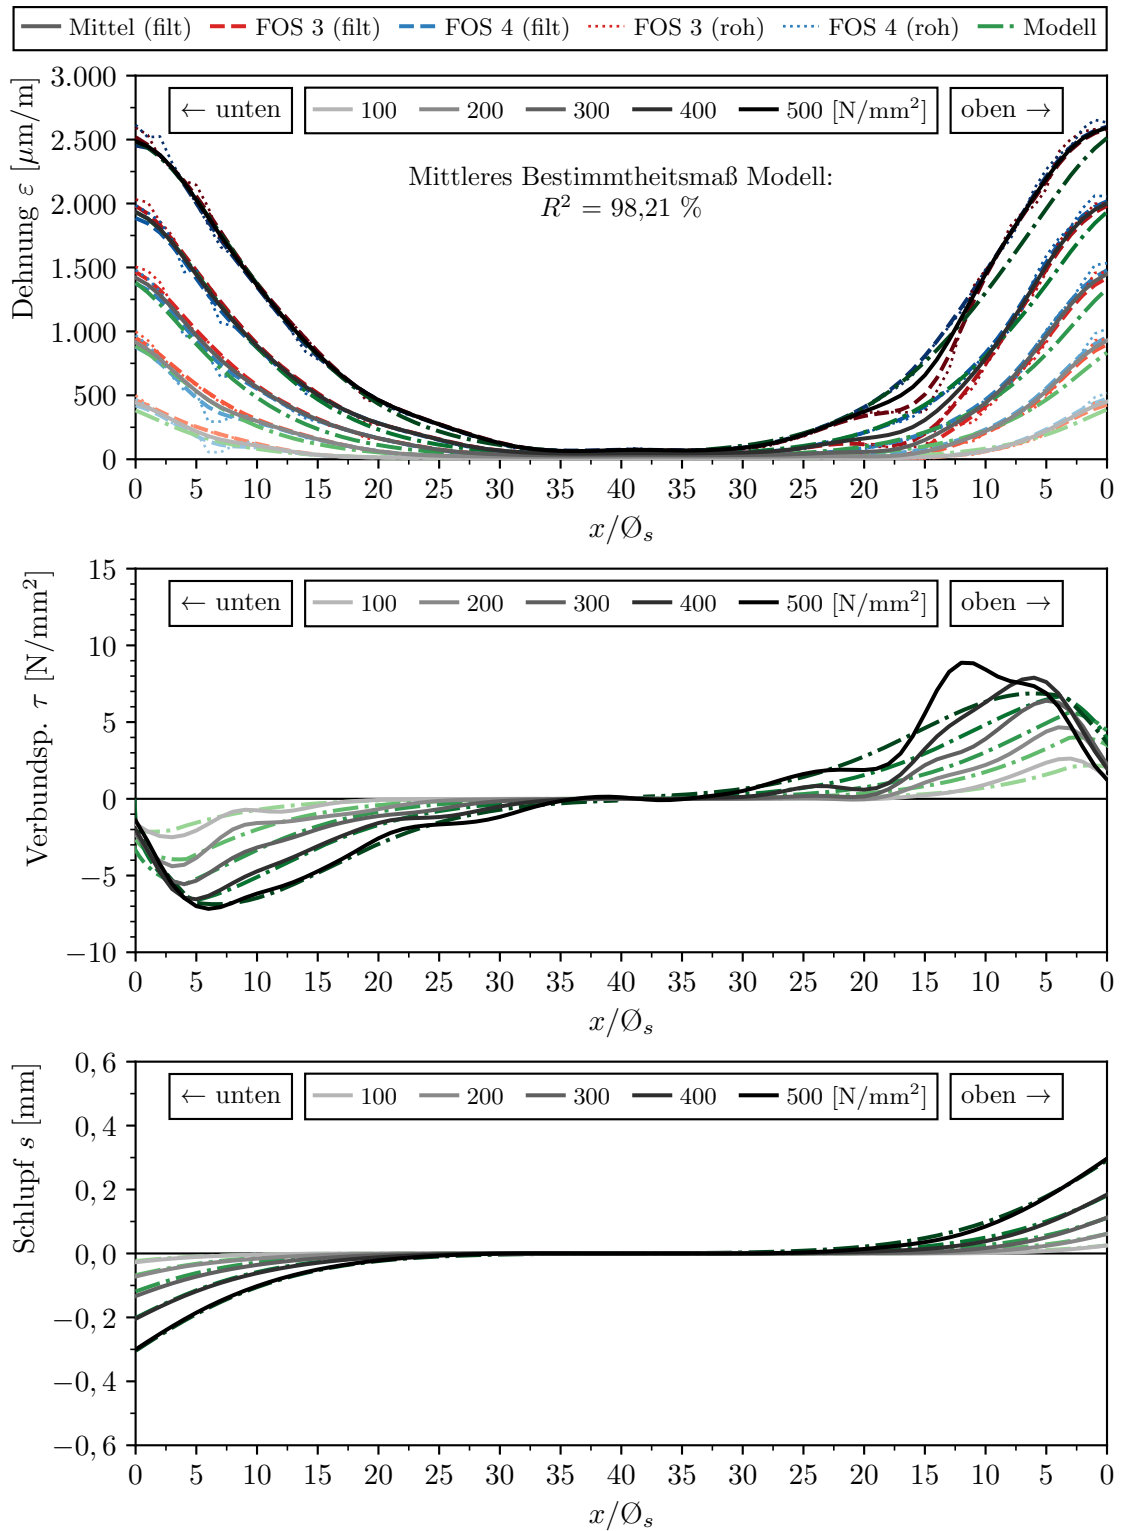 Mittel (filt) FOS 3 (filt) FOS 4 (filt) FOS 3 (roh) FOS 4 (roh) Modell
Dehnung ε [μm/m]
3.000
2.500
2.000
1.500
1.000
500
0
← unten
100 200 300 400 500 [N/mm²]
oben →
Mittleres Bestimmtheitsmaß Modell:
R² = 98,21 %
0 5 10 15 20 25 30 35 40 35 30 25 20 15 10 5 0
x/Ø_s
Verbundsp. τ [N/mm²]
15
10
5
0
−5
−10
← unten
100 200 300 400 500 [N/mm²]
oben →
0 5 10 15 20 25 30 35 40 35 30 25 20 15 10 5 0
x/Ø_s
Schlupf s [mm]
0,6
0,4
0,2
0,0
−0,2
−0,4
−0,6
← unten
100 200 300 400 500 [N/mm²]
oben →
0 5 10 15 20 25 30 35 40 35 30 25 20 15 10 5 0
x/Ø_s